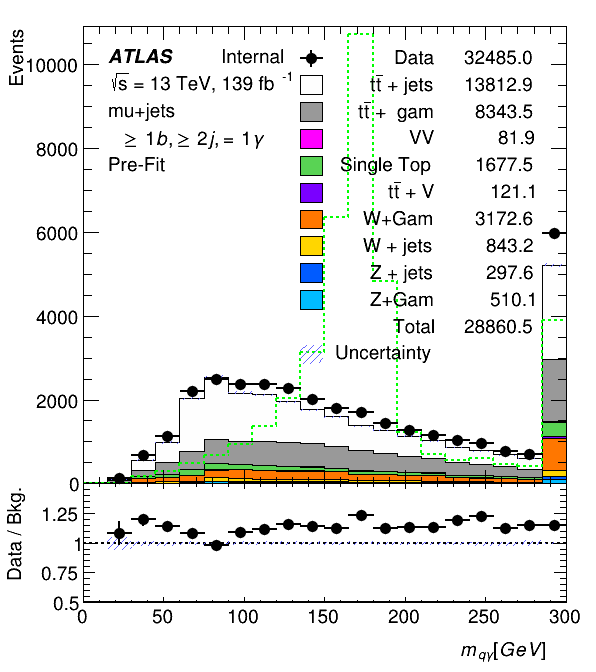 Events
10000
8000
6000
4000
2000
0
ATLAS Internal
√s = 13 TeV, 139 fb⁻¹
mu+jets
≥ 1b, ≥ 2j, = 1γ
Pre-Fit
Data 32485.0
tt̅ + jets 13812.9
tt̅ + gam 8343.5
VV 81.9
Single Top 1677.5
tt̅ + V 121.1
W+Gam 3172.6
W + jets 843.2
Z + jets 297.6
Z+Gam 510.1
Total 28860.5
Uncertainty
Data / Bkg.
1.25
1
0.75
0.5
0 50 100 150 200 250 300
m_{qγ}[GeV]